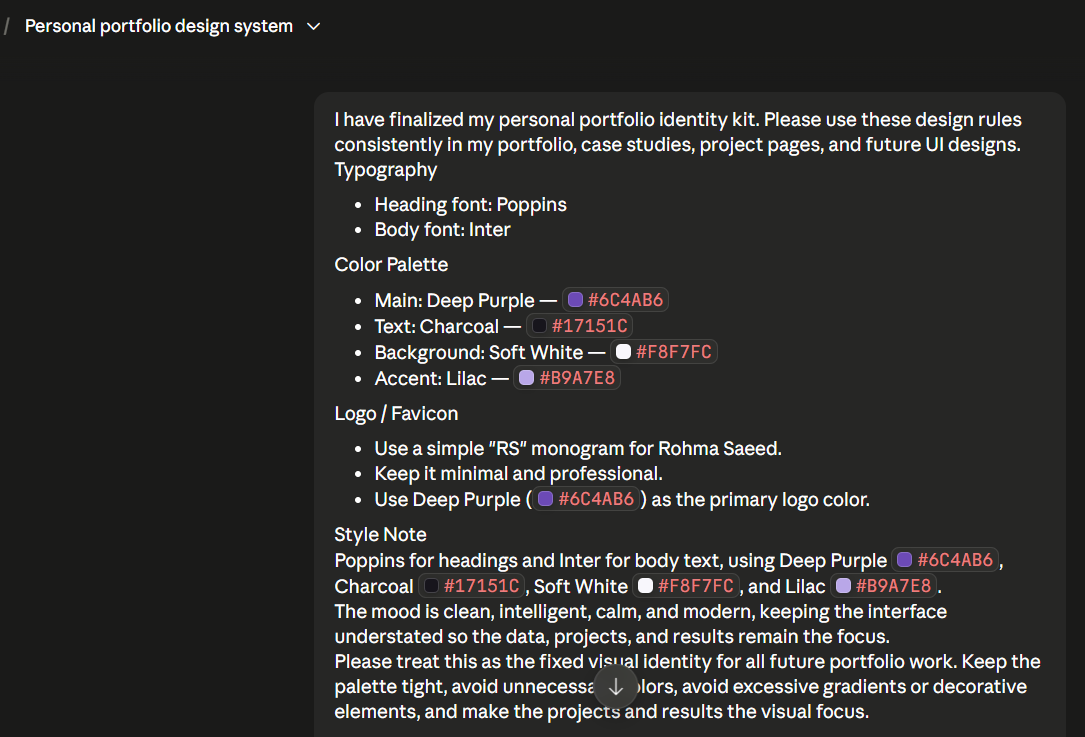 / Personal portfolio design system
I have finalized my personal portfolio identity kit. Please use these design rules
consistently in my portfolio, case studies, project pages, and future UI designs.
Typography
• Heading font: Poppins
• Body font: Inter
Color Palette
• Main: Deep Purple — #6C4AB6
• Text: Charcoal — #17151C
• Background: Soft White — #F8F7FC
• Accent: Lilac — #B9A7E8
Logo / Favicon
• Use a simple "RS" monogram for Rohma Saeed.
• Keep it minimal and professional.
• Use Deep Purple ( #6C4AB6 ) as the primary logo color.
Style Note
Poppins for headings and Inter for body text, using Deep Purple #6C4AB6 ,
Charcoal #17151C , Soft White #F8F7FC , and Lilac #B9A7E8 .
The mood is clean, intelligent, calm, and modern, keeping the interface
understated so the data, projects, and results remain the focus.
Please treat this as the fixed visual identity for all future portfolio work. Keep the
palette tight, avoid excessive gradients or decorative
elements, and make the projects and results the visual focus.